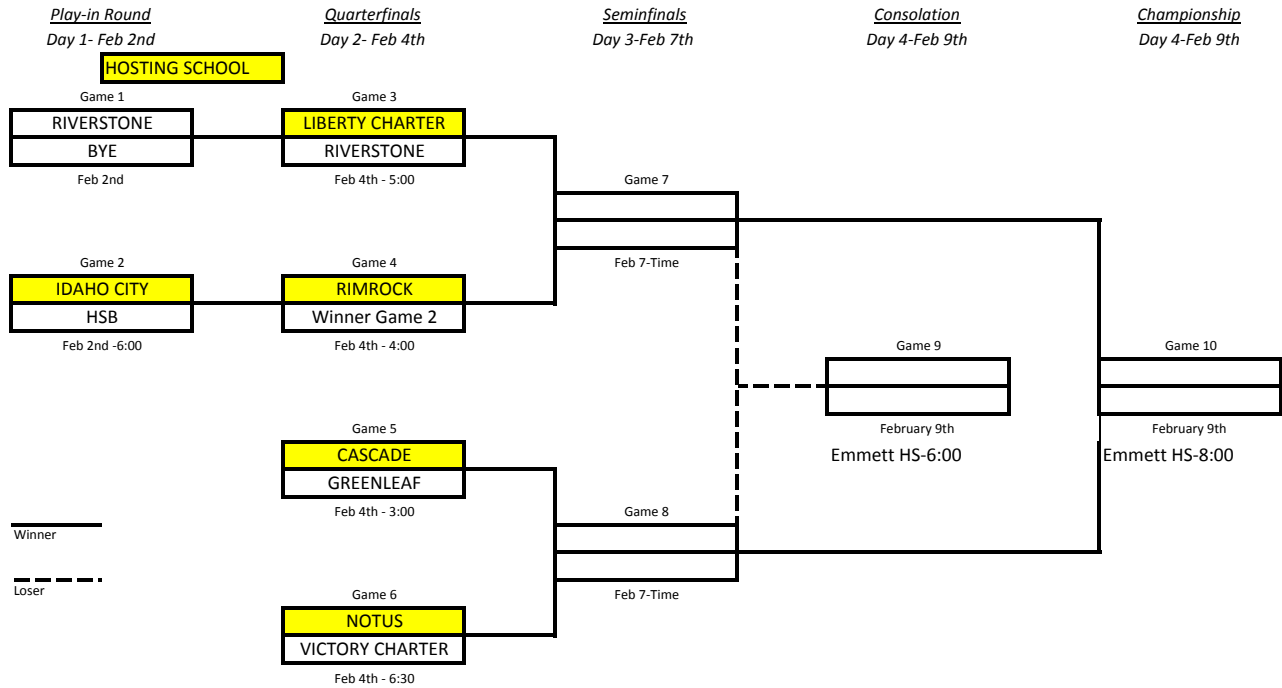 Play-in Round
Day 1- Feb 2nd
Quarterfinals
Day 2- Feb 4th
Seminfinals
Day 3-Feb 7th
Consolation
Day 4-Feb 9th
Championship
Day 4-Feb 9th
HOSTING SCHOOL
Game 1
RIVERSTONE
BYE
Feb 2nd
Game 3
LIBERTY CHARTER
RIVERSTONE
Feb 4th - 5:00
Game 7
Feb 7-Time
Game 2
IDAHO CITY
HSB
Feb 2nd -6:00
Game 4
RIMROCK
Winner Game 2
Feb 4th - 4:00
Game 9
February 9th
Emmett HS-6:00
Game 10
February 9th
Emmett HS-8:00
Game 5
CASCADE
GREENLEAF
Feb 4th - 3:00
Game 8
Feb 7-Time
Winner
Loser
Game 6
NOTUS
VICTORY CHARTER
Feb 4th - 6:30